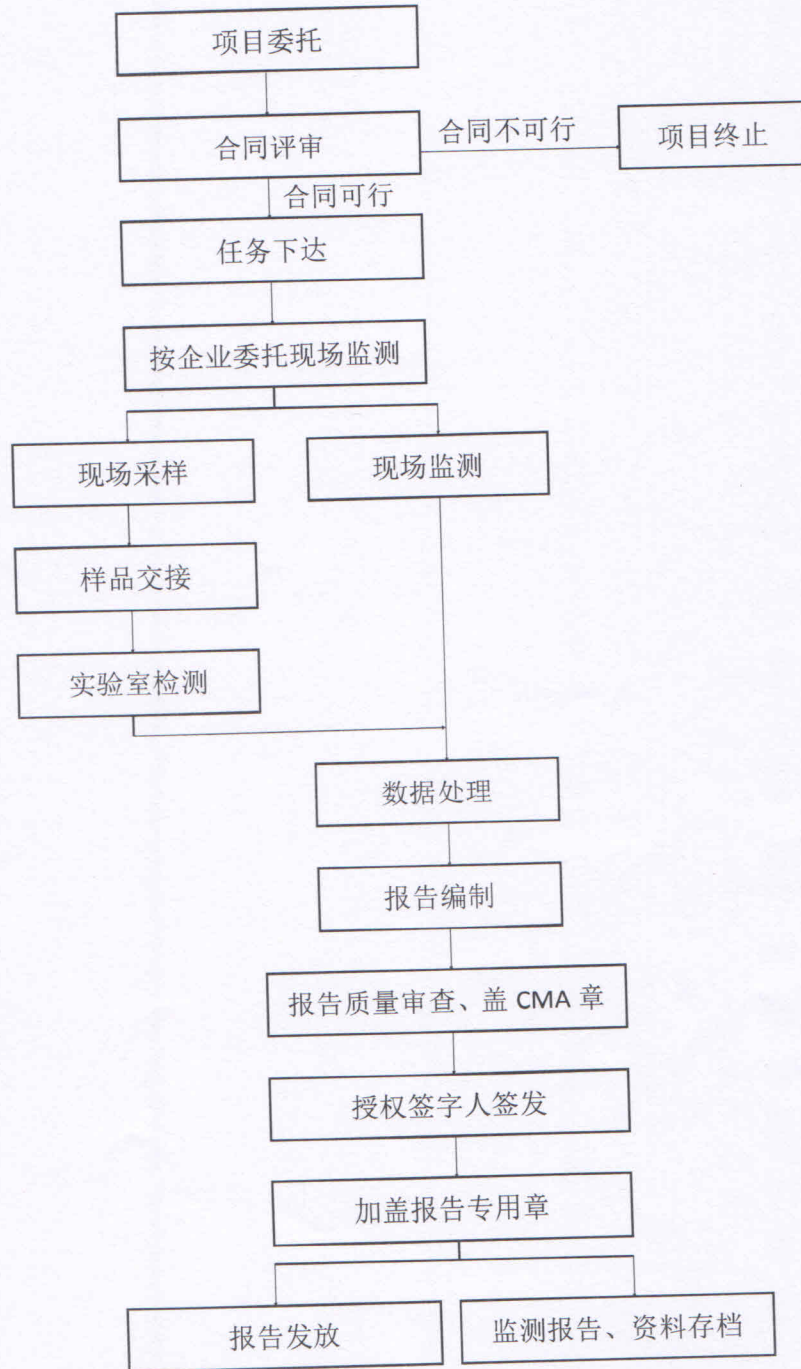 项目委托
合同评审
合同不可行
项目终止
合同可行
任务下达
按企业委托现场监测
现场采样
现场监测
样品交接
实验室检测
数据处理
报告编制
报告质量审查、盖 CMA 章
授权签字人签发
加盖报告专用章
报告发放
监测报告、资料存档